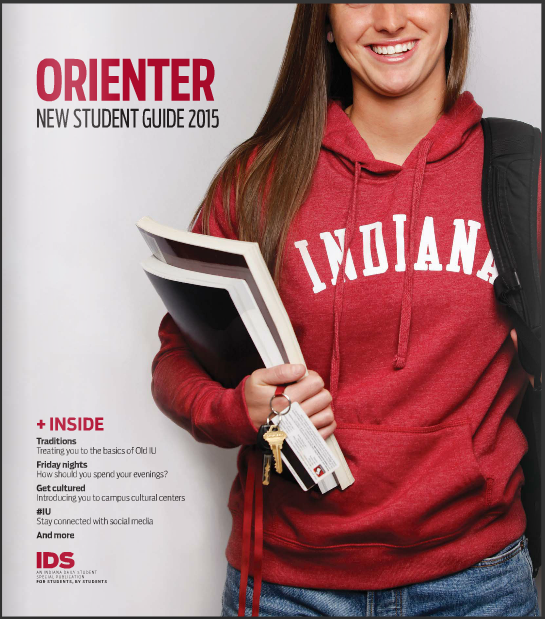 ORIENTER
NEW STUDENT GUIDE 2015
INDIANA
+ INSIDE
Traditions
Treating you to the basics of Old IU
Friday nights
How should you spend your evenings?
Get cultured
Introducing you to campus cultural centers
#IU
Stay connected with social media
And more
IDS
AN INDIANA DAILY STUDENT
SPECIAL PUBLICATION
FOR STUDENTS, BY STUDENTS